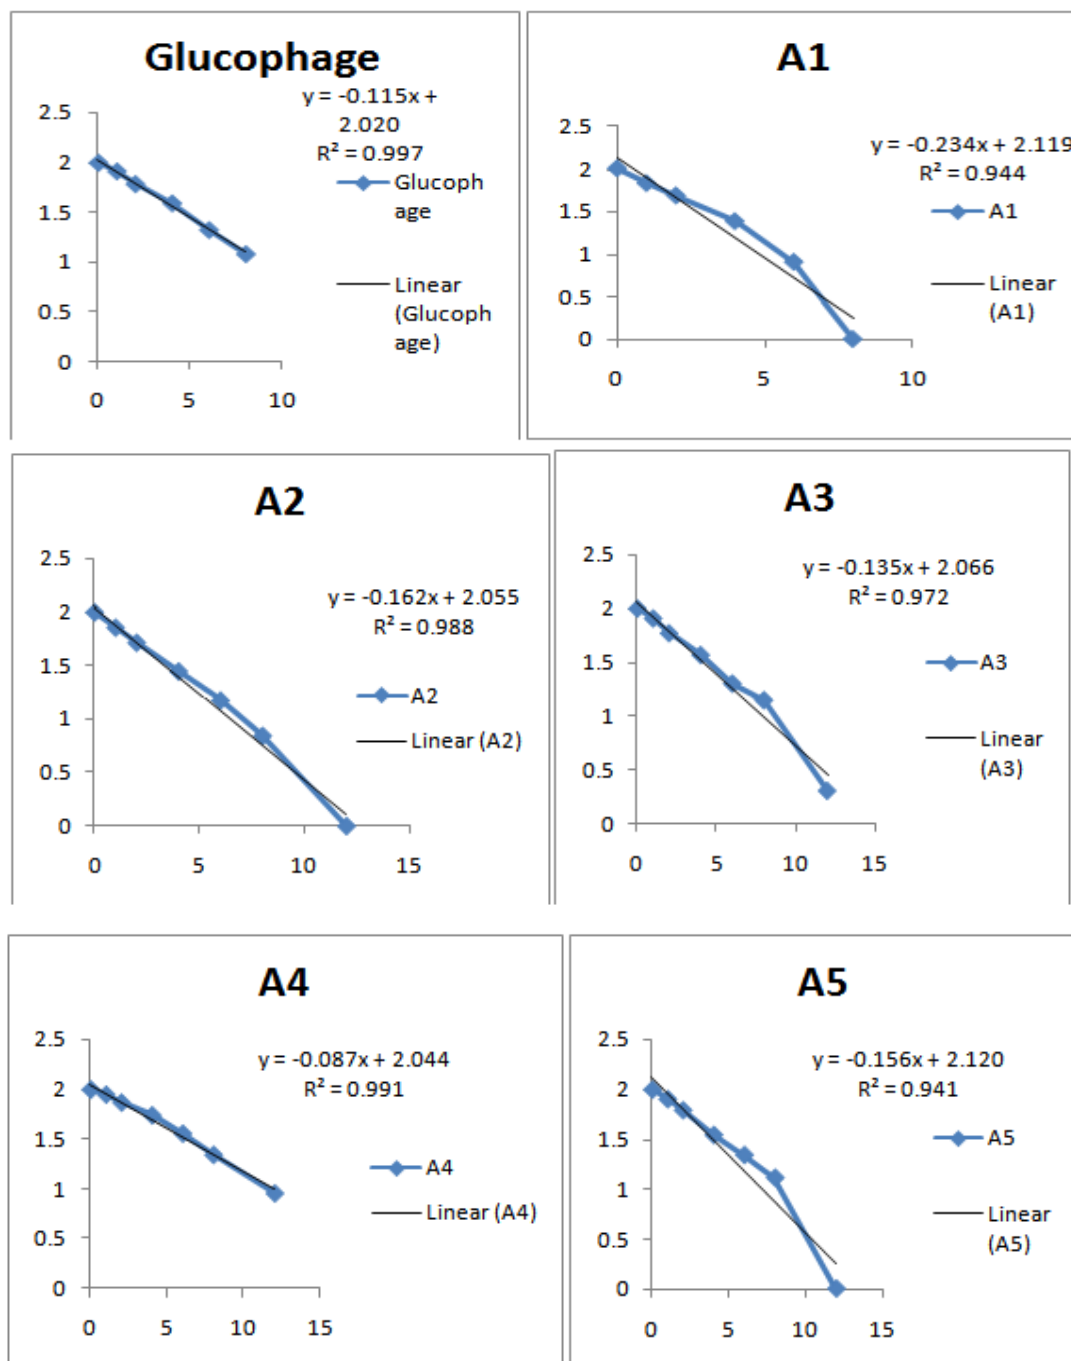 Glucophage
y = -0.115x +
2.020
R² = 0.997
Glucoph
age
Linear
(Glucoph
age)
2.5
2
1.5
1
0.5
0
0 5 10
A1
y = -0.234x + 2.119
R² = 0.944
A1
Linear
(A1)
2.5
2
1.5
1
0.5
0
0 5 10
A2
y = -0.162x + 2.055
R² = 0.988
A2
Linear (A2)
2.5
2
1.5
1
0.5
0
0 5 10 15
A3
y = -0.135x + 2.066
R² = 0.972
A3
Linear
(A3)
2.5
2
1.5
1
0.5
0
0 5 10 15
A4
y = -0.087x + 2.044
R² = 0.991
A4
Linear (A4)
2.5
2
1.5
1
0.5
0
0 5 10 15
A5
y = -0.156x + 2.120
R² = 0.941
A5
Linear
(A5)
2.5
2
1.5
1
0.5
0
0 5 10 15